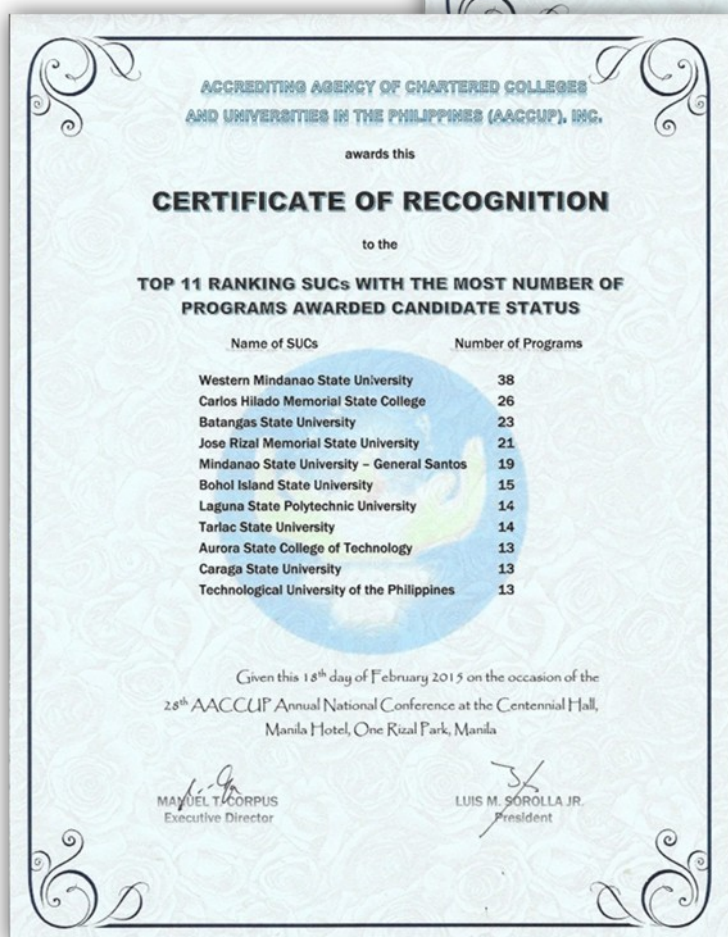 ACCREDITING AGENCY OF CHARTERED COLLEGES
AND UNIVERSITIES IN THE PHILIPPINES (AACCUP), INC.
awards this
CERTIFICATE OF RECOGNITION
to the
TOP 11 RANKING SUCs WITH THE MOST NUMBER OF
PROGRAMS AWARDED CANDIDATE STATUS
Name of SUCs Number of Programs
Western Mindanao State University 38
Carlos Hilado Memorial State College 26
Batangas State University 23
Jose Rizal Memorial State University 21
Mindanao State University – General Santos 19
Bohol Island State University 15
Laguna State Polytechnic University 14
Tarlac State University 14
Aurora State College of Technology 13
Caraga State University 13
Technological University of the Philippines 13
Given this 18th day of February 2015 on the occasion of the
28th AACCUP Annual National Conference at the Centennial Hall,
Manila Hotel, One Rizal Park, Manila
MANUEL T. CORPUS LUIS M. SOROLLA JR.
Executive Director President